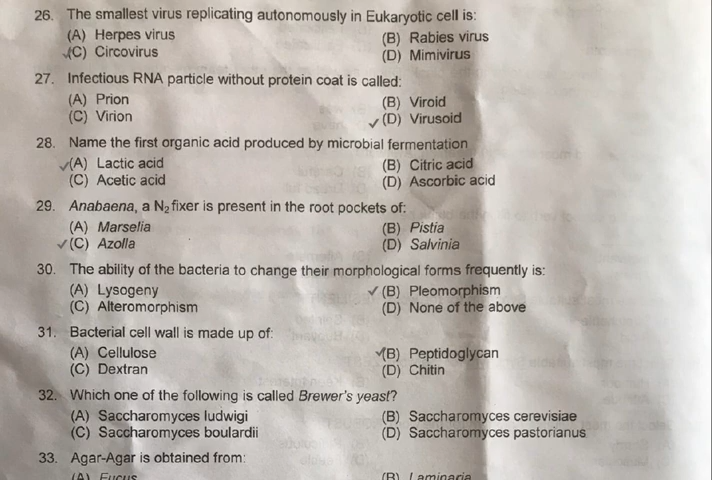 26. The smallest virus replicating autonomously in Eukaryotic cell is:
(A) Herpes virus (B) Rabies virus
✓(C) Circovirus (D) Mimivirus
27. Infectious RNA particle without protein coat is called:
(A) Prion (B) Viroid
(C) Virion ✓(D) Virusoid
28. Name the first organic acid produced by microbial fermentation
✓(A) Lactic acid (B) Citric acid
(C) Acetic acid (D) Ascorbic acid
29. Anabaena, a N₂ fixer is present in the root pockets of:
(A) Marselia (B) Pistia
✓(C) Azolla (D) Salvinia
30. The ability of the bacteria to change their morphological forms frequently is:
(A) Lysogeny ✓(B) Pleomorphism
(C) Alteromorphism (D) None of the above
31. Bacterial cell wall is made up of:
(A) Cellulose ✓(B) Peptidoglycan
(C) Dextran (D) Chitin
32. Which one of the following is called Brewer's yeast?
(A) Saccharomyces ludwigi (B) Saccharomyces cerevisiae
(C) Saccharomyces boulardii (D) Saccharomyces pastorianus
33. Agar-Agar is obtained from:
(A) Fucus (B) Laminaria